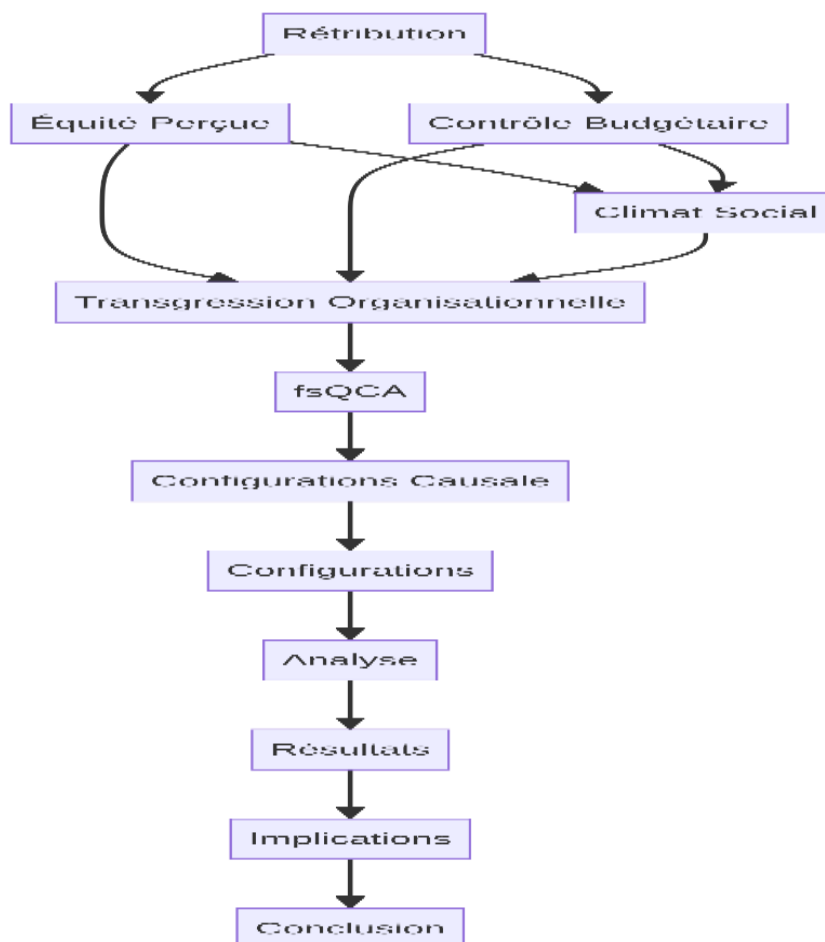 Rétribution
Équité Perçue
Contrôle Budgétaire
Climat Social
Transgression Organisationnelle
fsQCA
Configurations Causale
Configurations
Analyse
Résultats
Implications
Conclusion